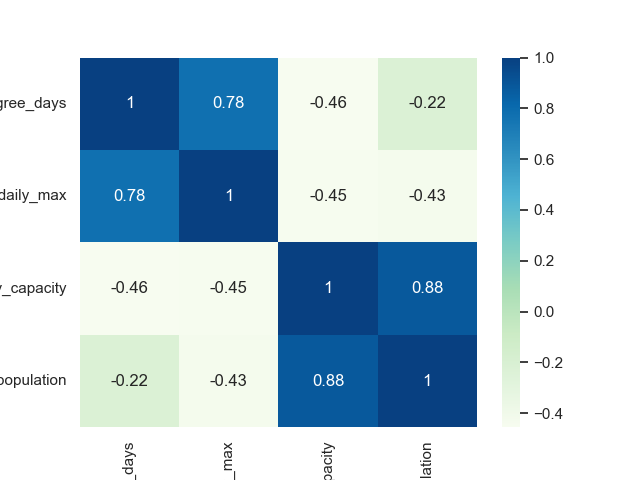 gree_days 1 0.78 -0.46 -0.22
daily_max 0.78 1 -0.45 -0.43
_capacity -0.46 -0.45 1 0.88
population -0.22 -0.43 0.88 1
_days _max pacity lation
1.0
0.8
0.6
0.4
0.2
0.0
−0.2
−0.4